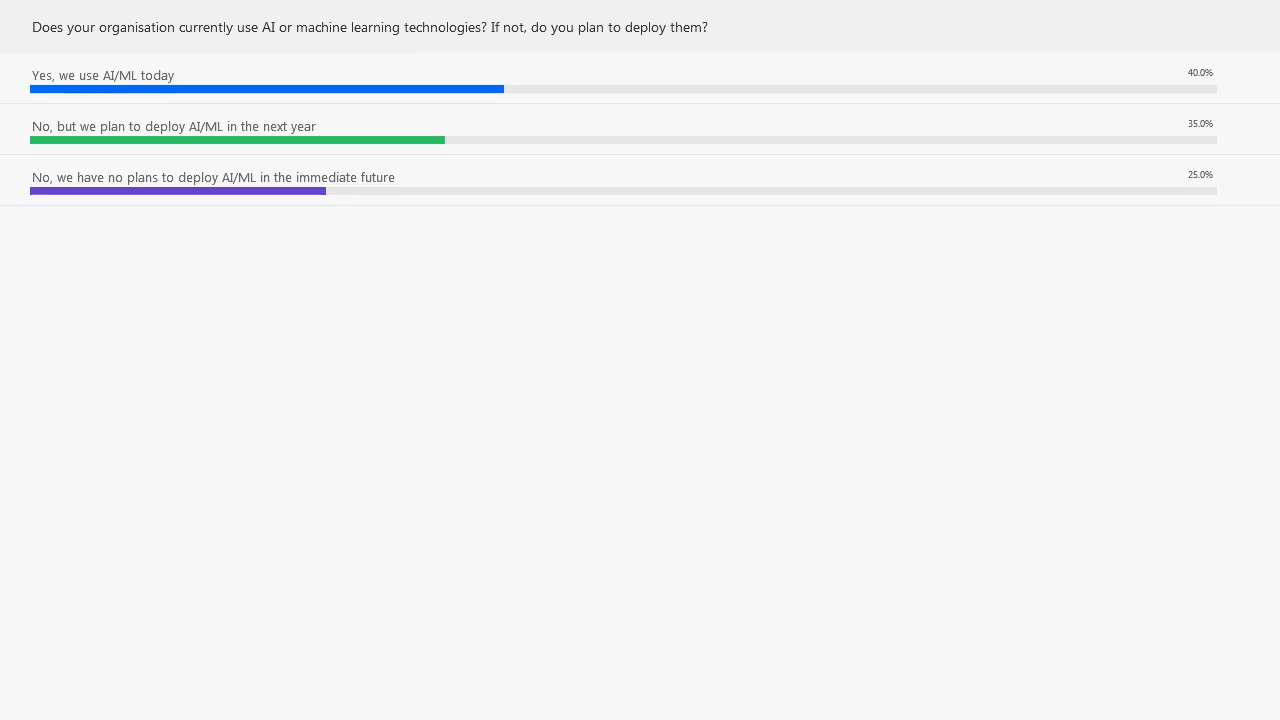 Does your organisation currently use AI or machine learning technologies? If not, do you plan to deploy them?
Yes, we use AI/ML today
40.0%
No, but we plan to deploy AI/ML in the next year
35.0%
No, we have no plans to deploy AI/ML in the immediate future
25.0%